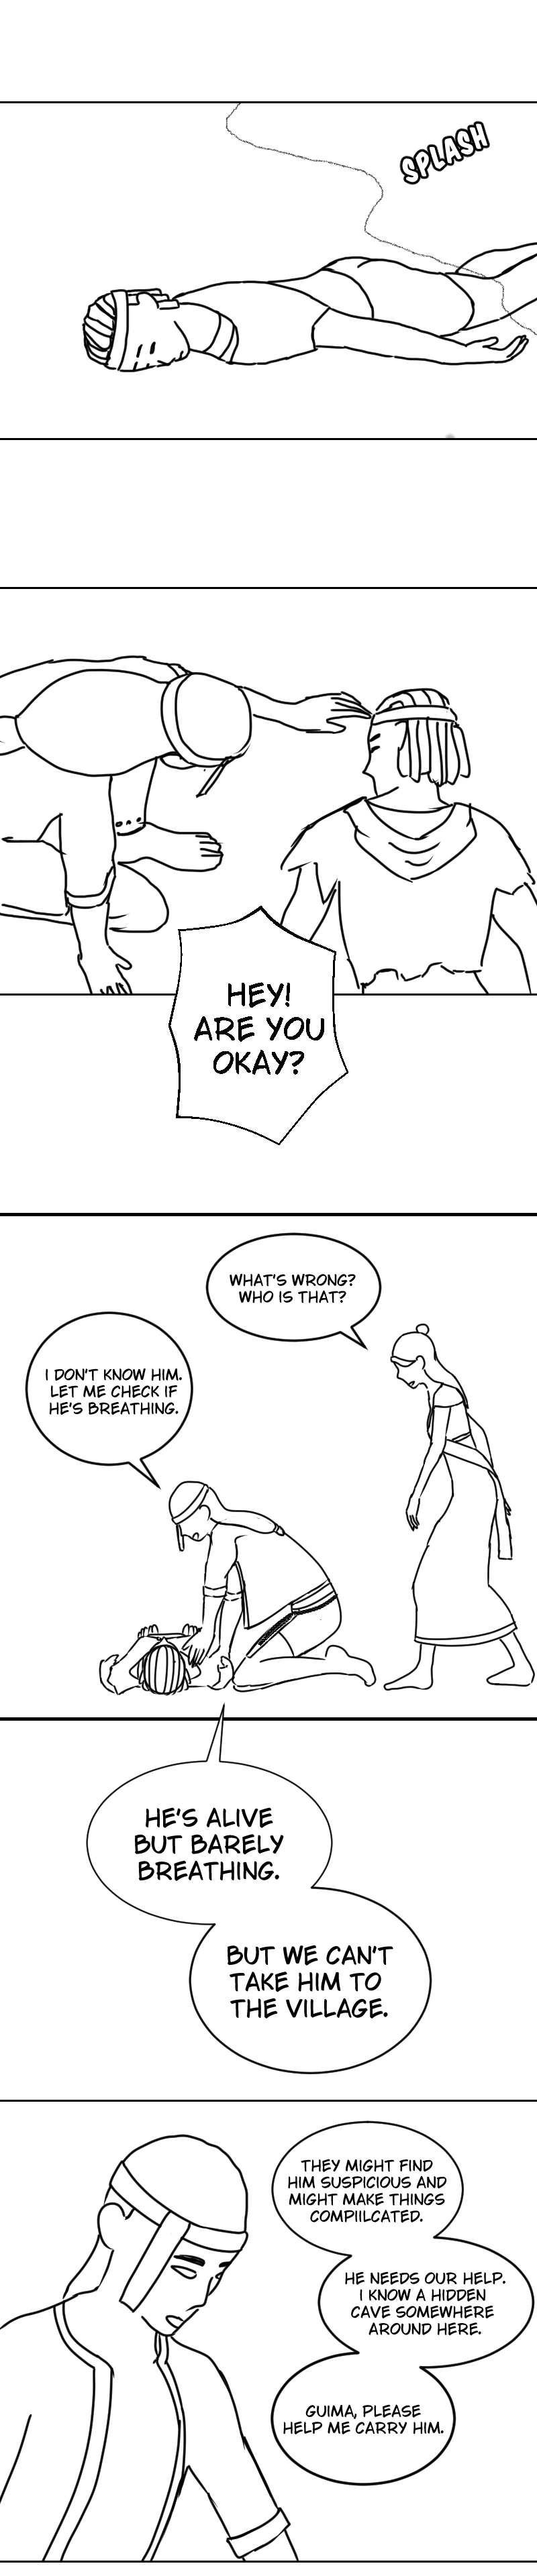 SPLASH
HEY!
ARE YOU
OKAY?
WHAT'S WRONG?
WHO IS THAT?
I DON'T KNOW HIM.
LET ME CHECK IF
HE'S BREATHING.
HE'S ALIVE
BUT BARELY
BREATHING.
BUT WE CAN'T
TAKE HIM TO
THE VILLAGE.
THEY MIGHT FIND
HIM SUSPICIOUS AND
MIGHT MAKE THINGS
COMPIILCATED.
HE NEEDS OUR HELP.
I KNOW A HIDDEN
CAVE SOMEWHERE
AROUND HERE.
GUIMA, PLEASE
HELP ME CARRY HIM.